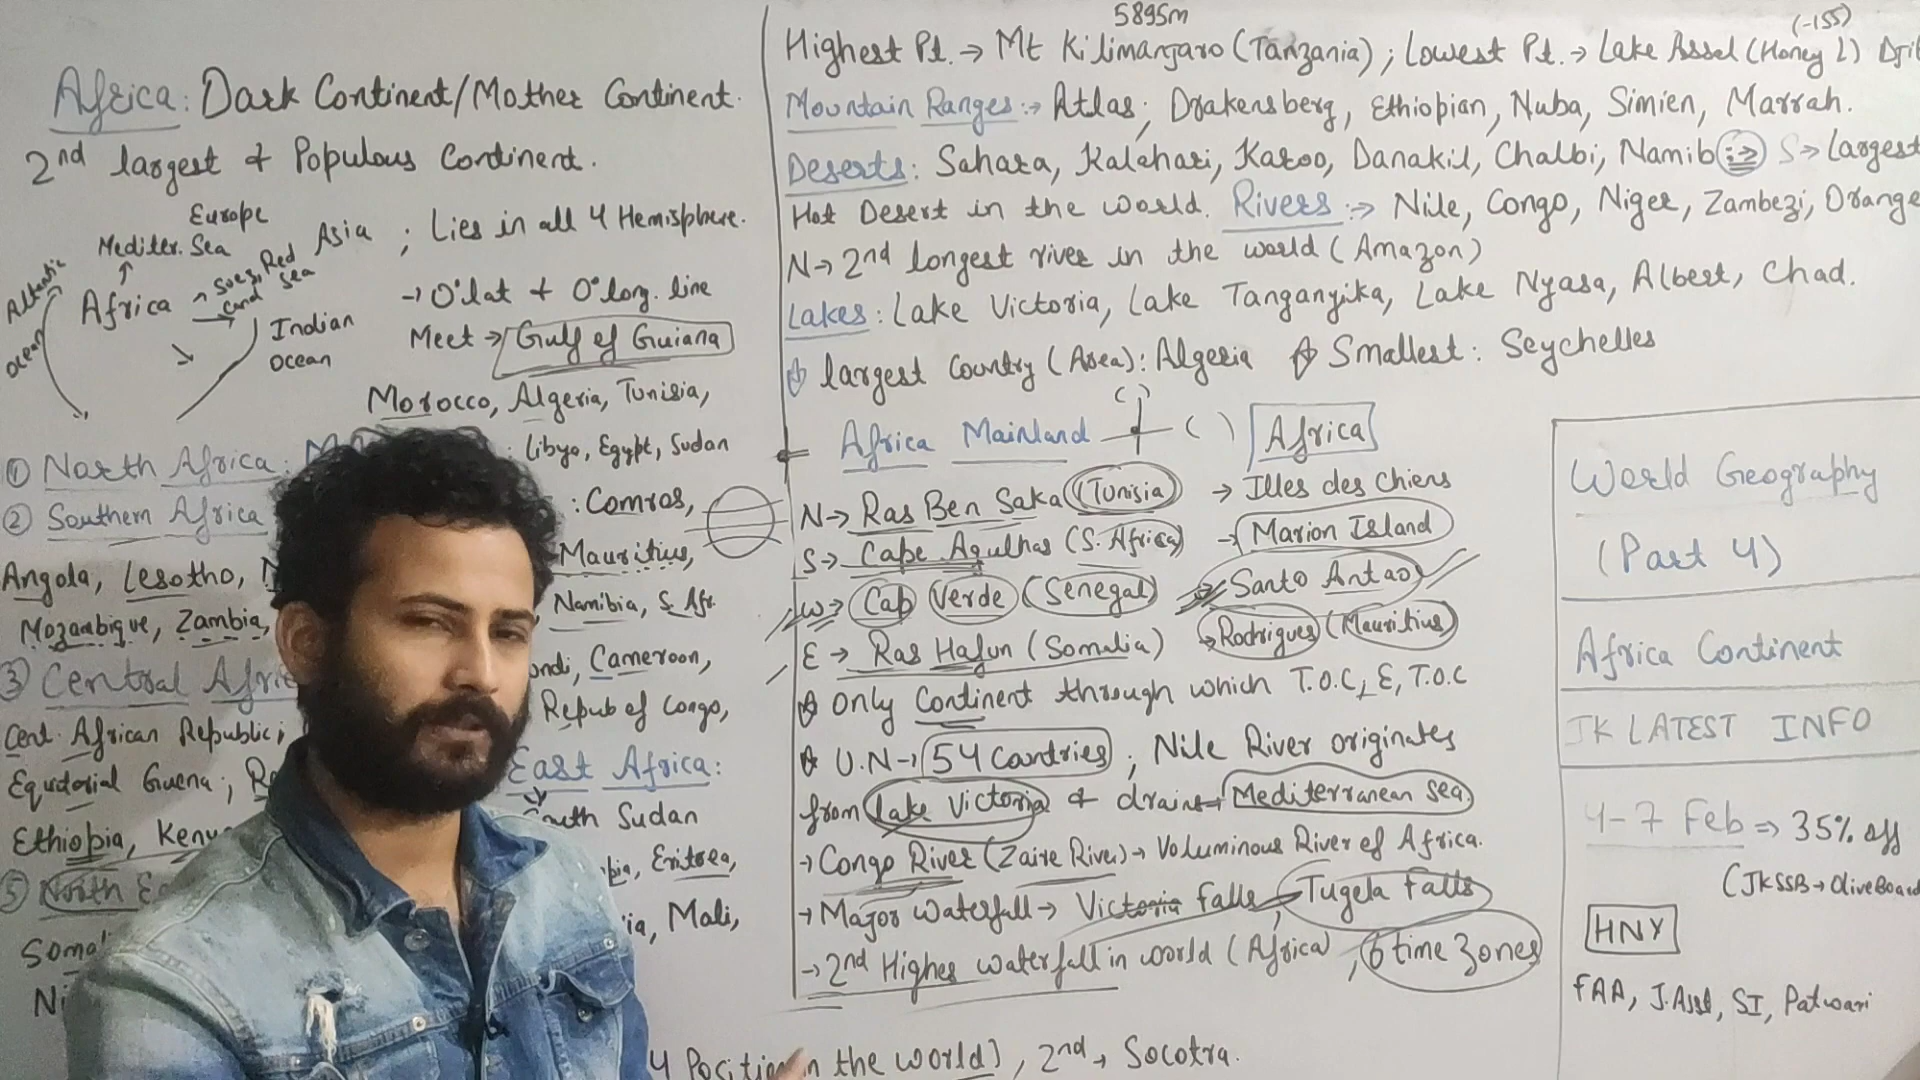 Africa: Dark Continent/Mother Continent.
2nd largest & Populous Continent.
Europe
Mediter. Sea
Asia ; Lies in all 4 Hemisphere.
Red Sea
Atlantic Ocean
Africa
Indian Ocean
→ 0° lat + 0° long. line
Meet → Gulf of Guiana
Morocco, Algeria, Tunisia,
① North Africa:
: Libya, Egypt, Sudan
② Southern Africa
: Comros,
Angola, Lesotho,
Mauritius,
Mozambique, Zambia,
Namibia, S. Afr.
③ Central
ondi, Cameroon,
Cent. African Republic;
Repub of Congo,
Equtorial Guena;
East Africa:
South Sudan
Ethiopia,
Eritrea,
⑤ North
ia, Mali,
4 Position in the world], 2nd → Socotra.
5895m
(-155)
Highest Pt. → Mt Kilimanjaro (Tanzania) ; Lowest Pt. → Lake Assel (Honey L)
Mountain Ranges :→ Atlas, Drakensberg, Ethiopian, Nuba, Simien, Marrah.
Deserts: Sahara, Kalahari, Karoo, Danakil, Chalbi, Namib :→ S → Largest
Hot Desert in the world. Rivers :→ Nile, Congo, Niger, Zambezi, Orange
N → 2nd longest river in the world (Amazon)
Lakes: Lake Victoria, Lake Tanganyika, Lake Nyasa, Albert, Chad.
largest Country (Area): Algeria Smallest: Seychelles
Africa Mainland ( ) ( ) Africa
N → Ras Ben Saka (Tunisia) → Illes des Chiens
S → Cape Agulhas (S. Africa) → Marion Island
W → Cap Verde (Senegal) → Santo Antao
E → Ras Hafun (Somalia) → Rodrigues (Mauritius)
Only Continent through which T.O.C, E, T.O.C
U.N → 54 Countries ; Nile River originates
from Lake Victoria & drains → Mediterranean Sea.
→ Congo River (Zaire River) → Voluminous River of Africa.
→ Major Waterfall → Victoria Falls, Tugela Falls
→ 2nd Highes waterfall in world (Africa), 6 time Zones
World Geography
(Part 4)
Africa Continent
JK LATEST INFO
4-7 Feb ⇒ 35% off
(JKSSB → OliveBoard
HNY
FAA, J.Asst, SI, Patwari